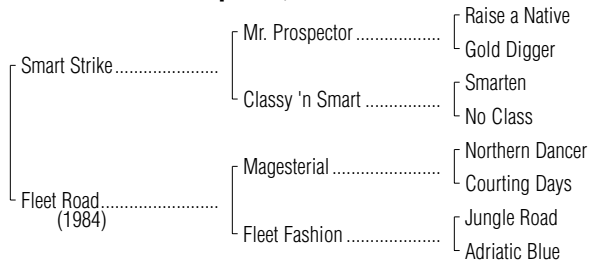 Raise a Native
Mr. Prospector ..................
Gold Digger
Smart Strike......................
Smarten
Classy 'n Smart ................
No Class
Northern Dancer
Magesterial .......................
Courting Days
Fleet Road.........................
(1984)
Jungle Road
Fleet Fashion ....................
Adriatic Blue